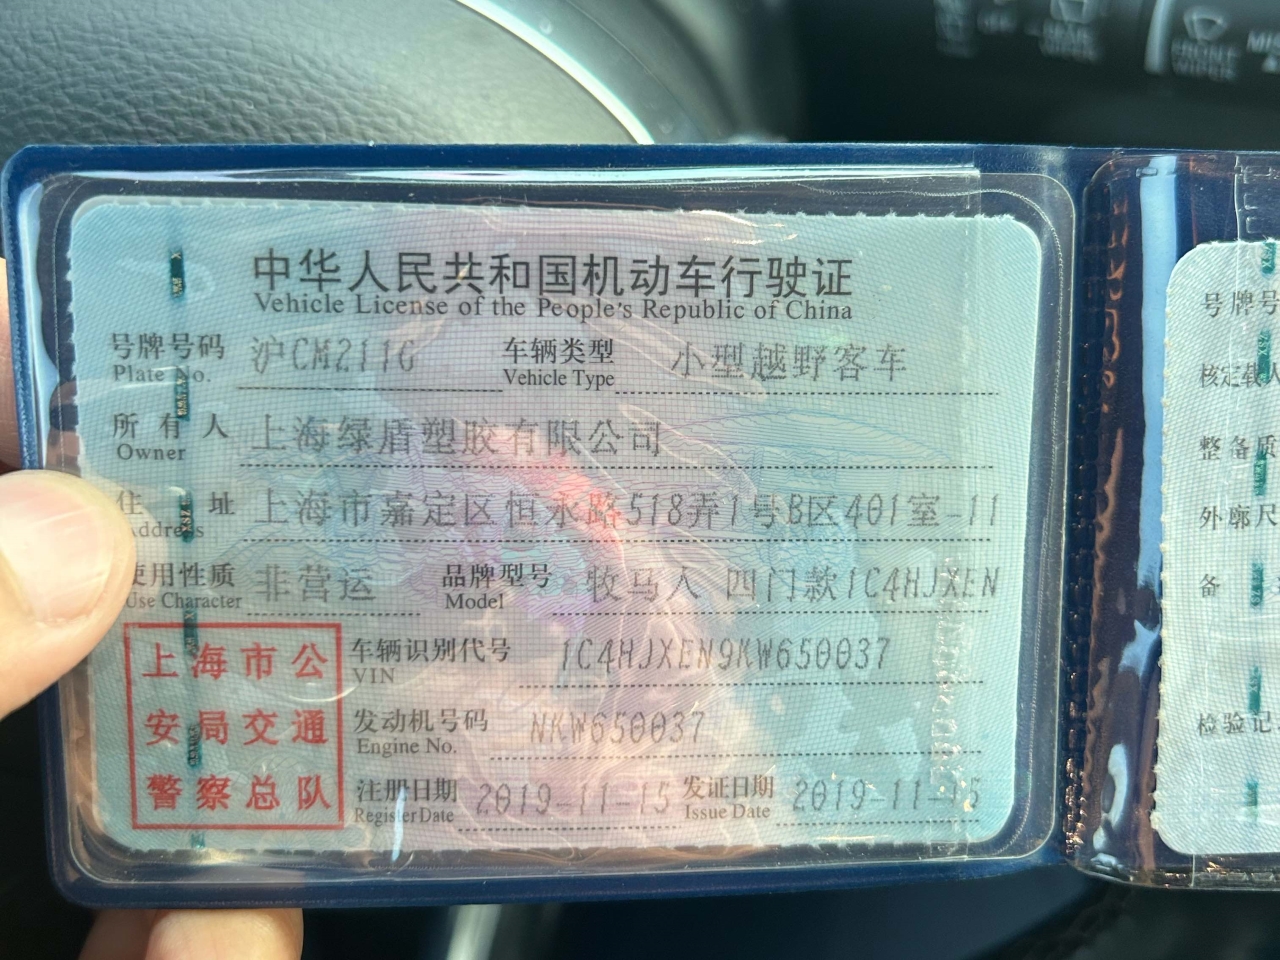 中华人民共和国机动车行驶证
Vehicle License of the People's Republic of China
号牌号码 沪CM211G 车辆类型 小型越野客车
Plate No. Vehicle Type
所有人 上海绿盾塑胶有限公司
Owner
住址 上海市嘉定区恒永路518弄1号B区401室-11
Address
使用性质 非营运 品牌型号 牧马人 四门款1C4HJXEN
Use Character Model
上海市公
安局交通
警察总队
车辆识别代号 1C4HJXEN9KW650037
VIN
发动机号码 NKW650037
Engine No.
注册日期 2019-11-15 发证日期 2019-11-15
Register Date Issue Date
号牌号
核定载人
整备质
外廓尺
备
检验记